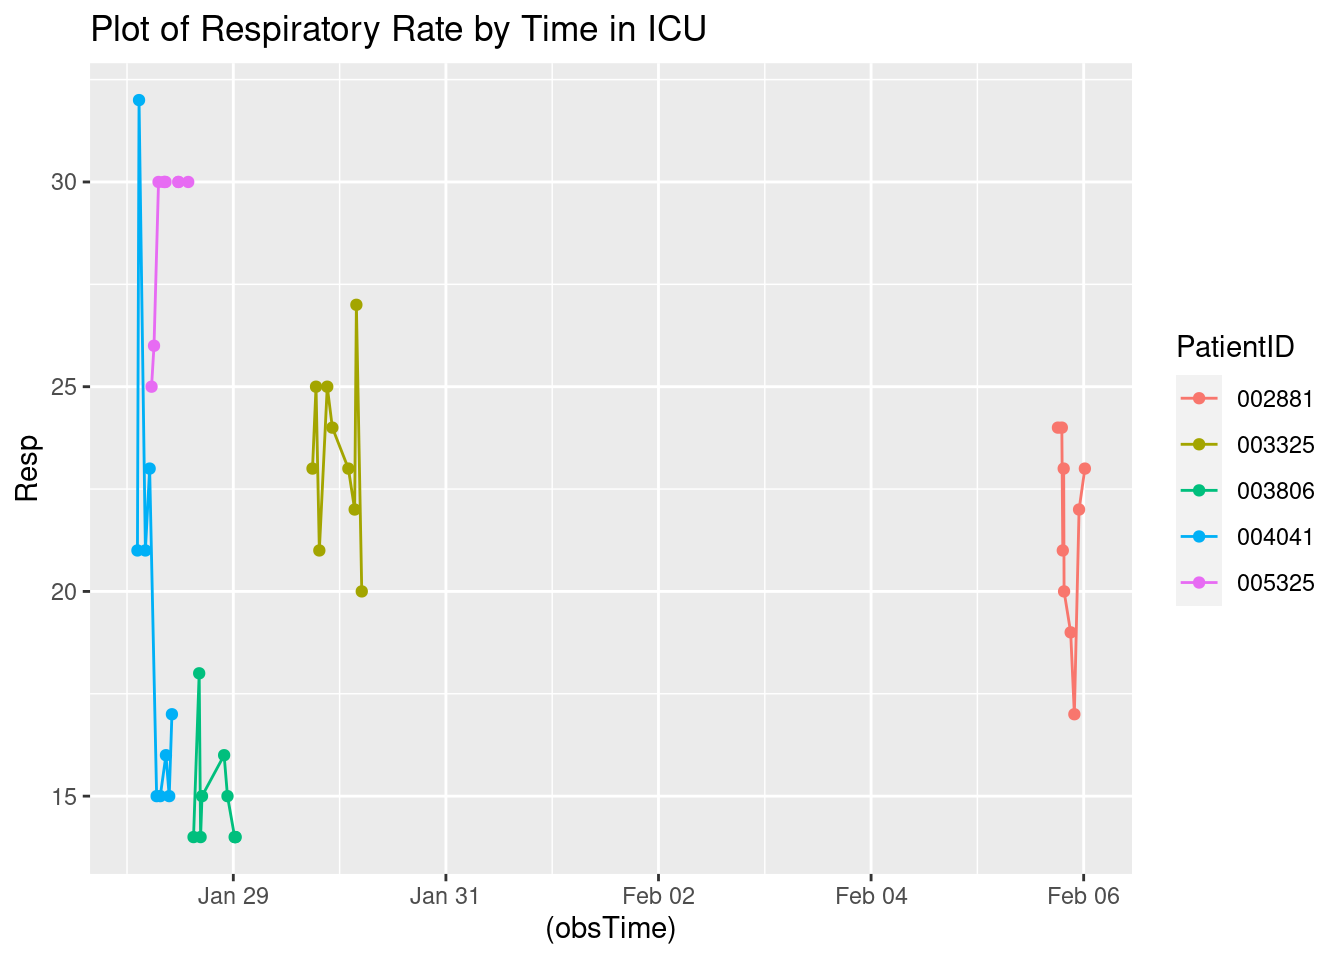 Plot of Respiratory Rate by Time in ICU
30
25
20
15
Resp
Jan 29
Jan 31
Feb 02
Feb 04
Feb 06
(obsTime)
PatientID
002881
003325
003806
004041
005325